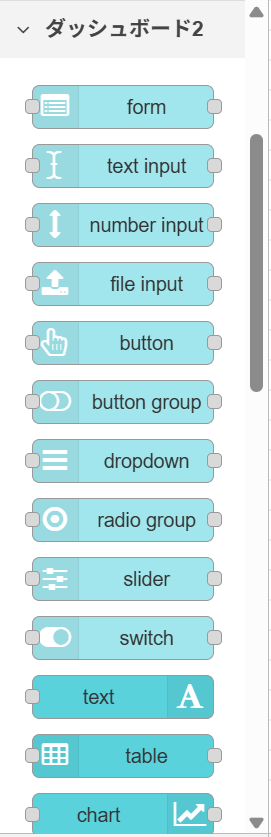 ダッシュボード2
form
text input
number input
file input
button
button group
dropdown
radio group
slider
switch
text A
table
chart